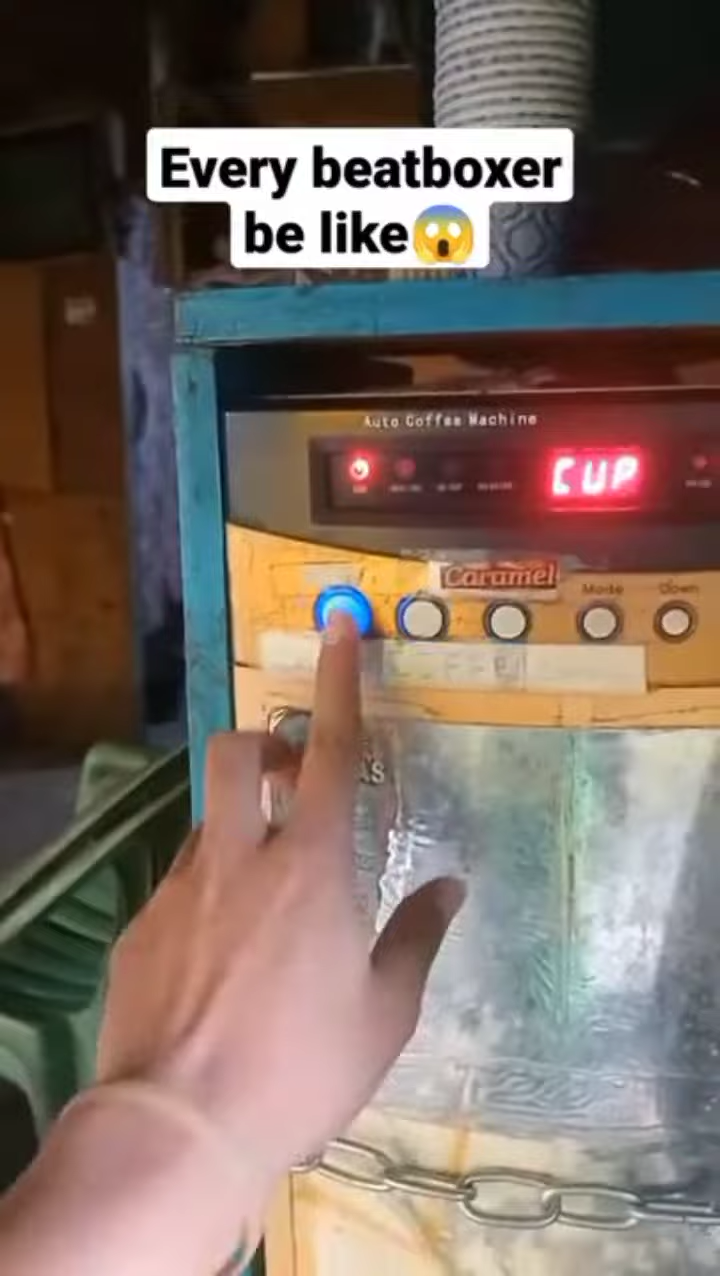 Every beatboxer
be like😱
Auto Coffee Machine
CUP
Caramel
Mode
Down